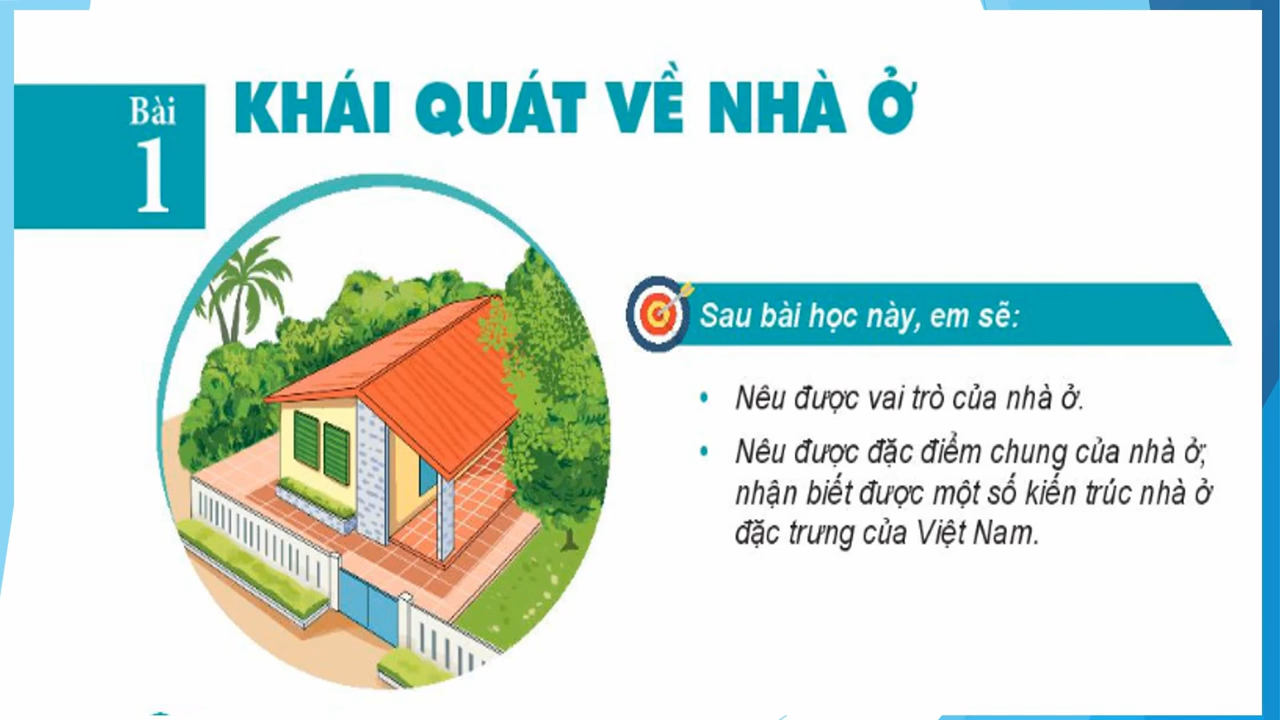 Bài
1
KHÁI QUÁT VỀ NHÀ Ở
Sau bài học này, em sẽ:
• Nêu được vai trò của nhà ở.
• Nêu được đặc điểm chung của nhà ở;
nhận biết được một số kiến trúc nhà ở
đặc trưng của Việt Nam.